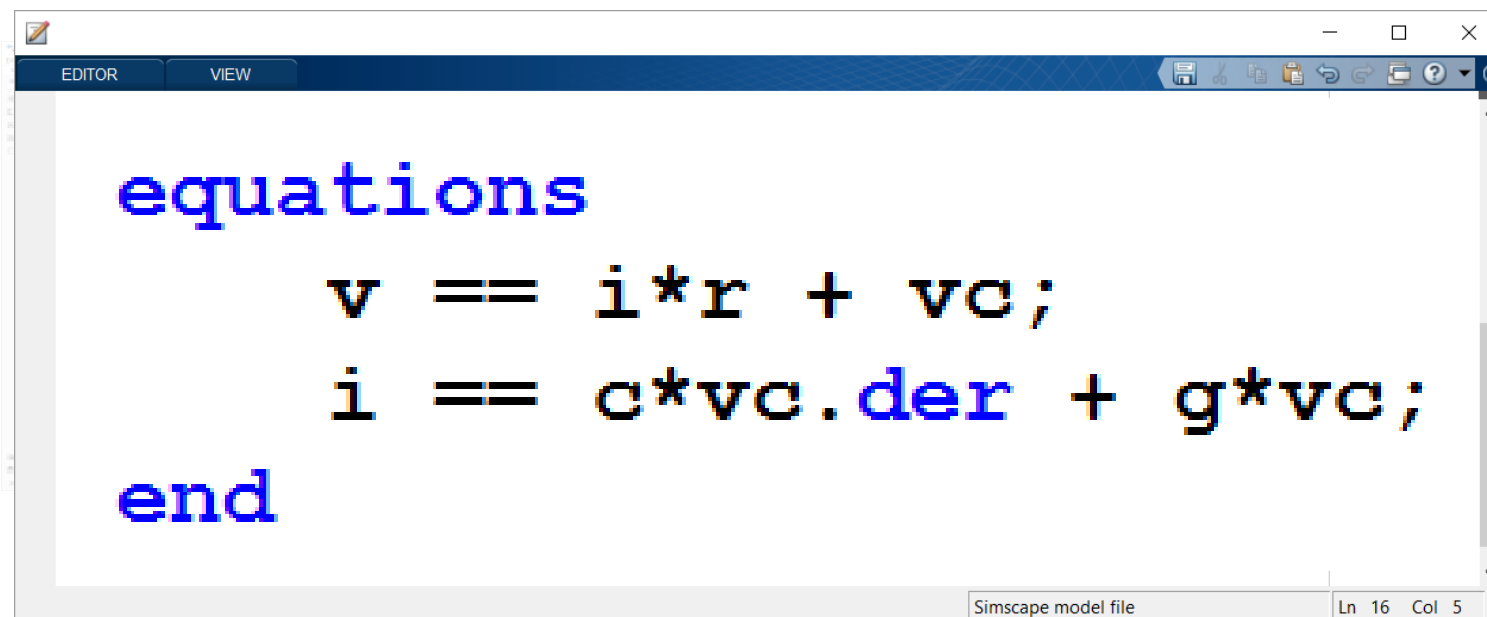 EDITOR VIEW
equations
v == i*r + vc;
i == c*vc.der + g*vc;
end
Simscape model file Ln 16 Col 5